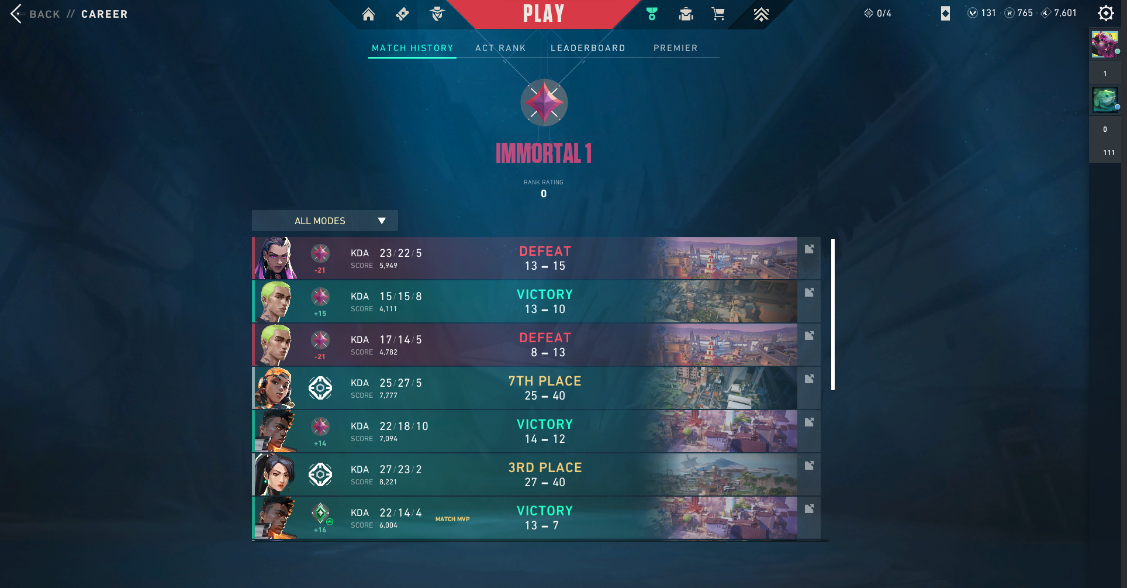 BACK // CAREER
PLAY
0/4
131
765
7,601
MATCH HISTORY
ACT RANK
LEADERBOARD
PREMIER
1
0
111
IMMORTAL 1
RANK RATING
0
ALL MODES
-21
KDA 23/22/5
SCORE 5,949
DEFEAT
13 – 15
+15
KDA 15/15/8
SCORE 4,111
VICTORY
13 – 10
-21
KDA 17/14/5
SCORE 4,782
DEFEAT
8 – 13
KDA 25/27/5
SCORE 7,777
7TH PLACE
25 – 40
+14
KDA 22/18/10
SCORE 7,094
VICTORY
14 – 12
KDA 27/23/2
SCORE 8,221
3RD PLACE
27 – 40
+16
KDA 22/14/4
SCORE 6,004
MATCH MVP
VICTORY
13 – 7